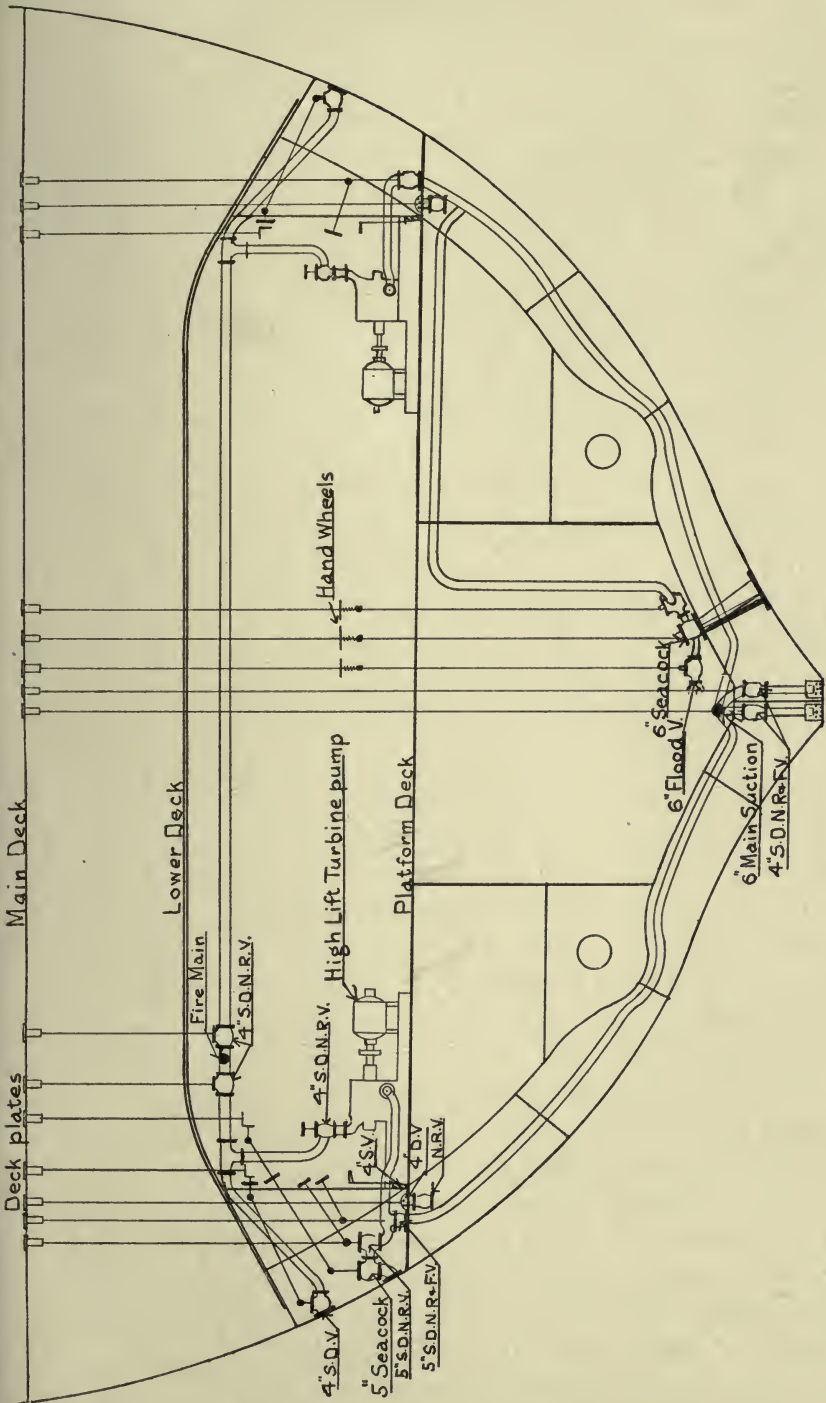 Deck plates
Main Deck
Lower Deck
Fire Main
4" S.D.N.R.V.
Hand Wheels
High Lift Turbine pump
4" S.D.N.R.V.
4" S.V.
Platform Deck
4" D.V
N.R.V.
4" S.D.V.
5" Seacock
5" S.D.N.R.V.
5" S.D.N.R&F.V.
6" Seacock
6" Flood V.
6" Main Suction
4" S.D.N.R&F.V.